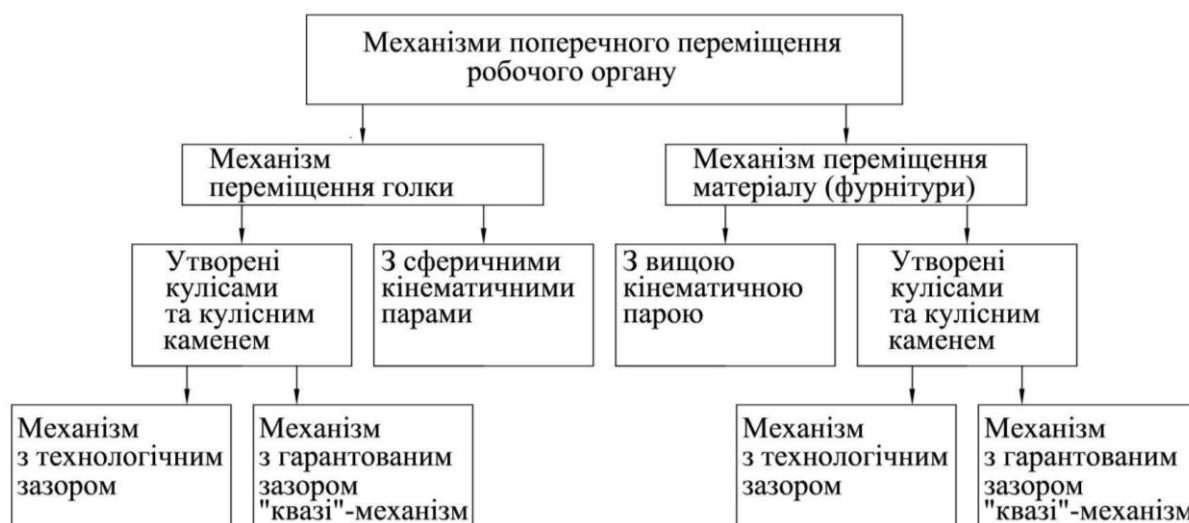 Механізми поперечного переміщення
робочого органу
Механізм
переміщення голки
Механізм переміщення
матеріалу (фурнітури)
Утворені
кулісами
та кулісним
каменем
З сферичними
кінематичними
парами
З вищою
кінематичною
парою
Утворені
кулісами
та кулісним
каменем
Механізм
з технологічним
зазором
Механізм
з гарантованим
зазором
"квазі"-механізм
Механізм
з технологічним
зазором
Механізм
з гарантованим
зазором
"квазі"-механізм